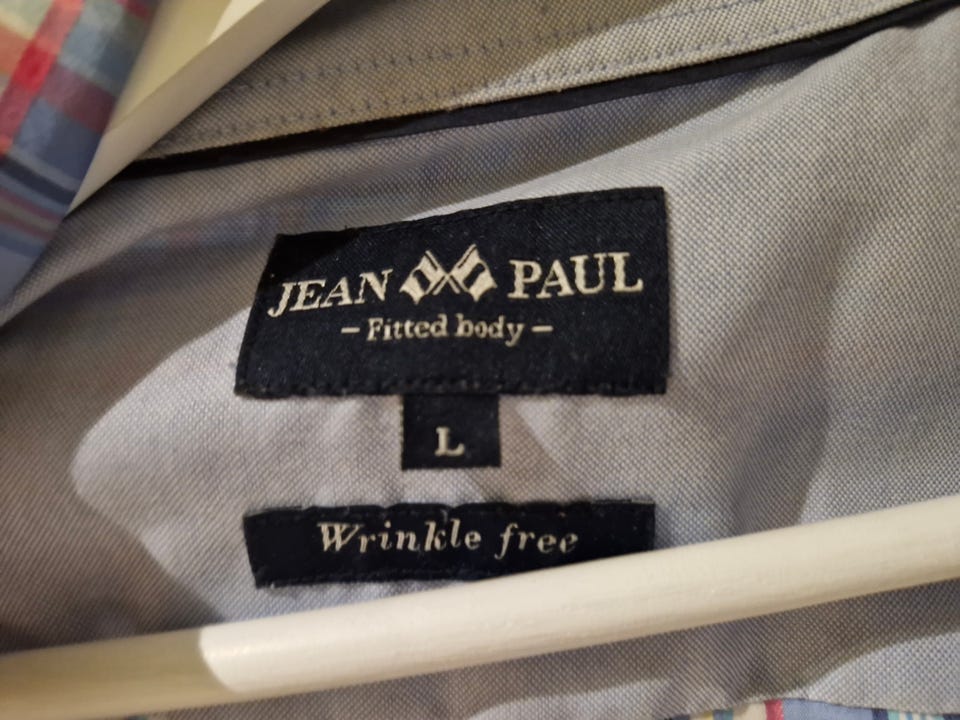 JEAN PAUL
- Fitted body -
L
Wrinkle free